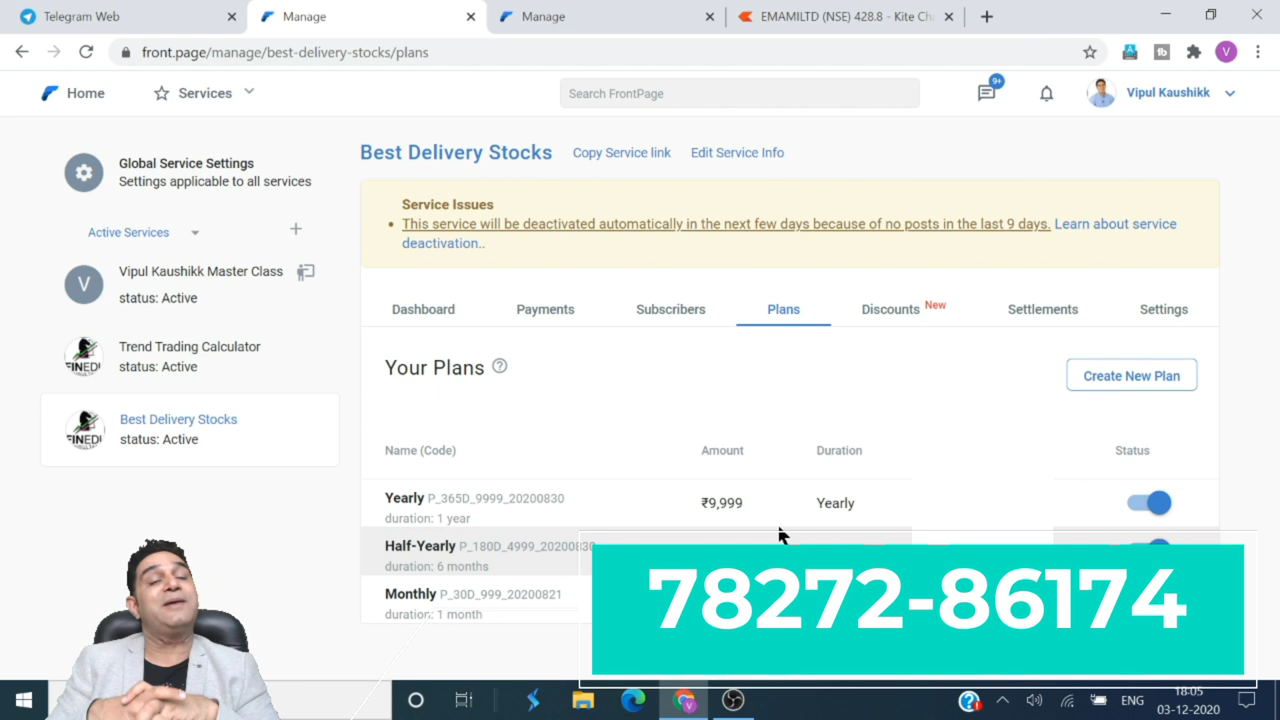 Telegram Web
Manage
Manage
EMAMILTD (NSE) 428.8 - Kite Ch
front.page/manage/best-delivery-stocks/plans
V
Home
Services
Search FrontPage
9+
Vipul Kaushikk
Global Service Settings
Settings applicable to all services
Active Services
V
Vipul Kaushikk Master Class
status: Active
FINEDI
Trend Trading Calculator
status: Active
FINEDI
Best Delivery Stocks
status: Active
Best Delivery Stocks
Copy Service link
Edit Service Info
Service Issues
This service will be deactivated automatically in the next few days because of no posts in the last 9 days. Learn about service
deactivation..
Dashboard
Payments
Subscribers
Plans
Discounts New
Settlements
Settings
Your Plans
Create New Plan
Name (Code)
Amount
Duration
Status
Yearly P_365D_9999_20200830
duration: 1 year
₹9,999
Yearly
Half-Yearly P_180D_4999_20200830
duration: 6 months
Monthly P_30D_999_20200821
duration: 1 month
78272-86174
ENG
18:05
03-12-2020